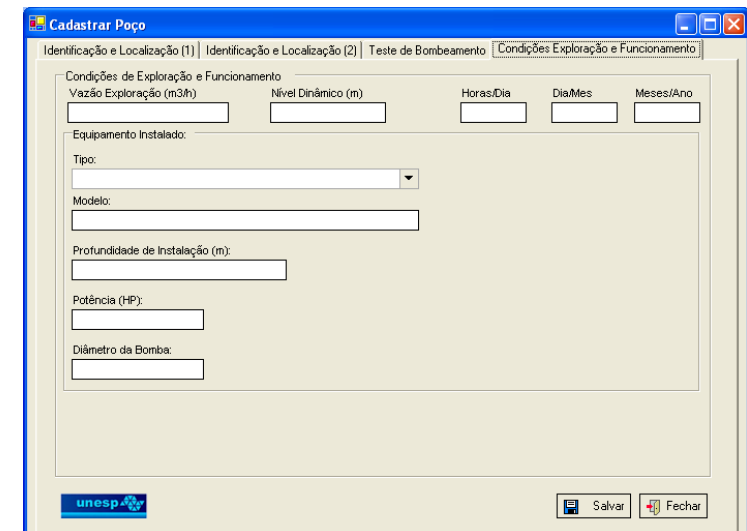 Cadastrar Poço
Identificação e Localização (1) Identificação e Localização (2) Teste de Bombeamento Condições Exploração e Funcionamento
Condições de Exploração e Funcionamento
Vazão Exploração (m3/h) Nível Dinâmico (m) Horas/Dia Dia/Mes Meses/Ano
Equipamento Instalado:
Tipo:
Modelo:
Profundidade de Instalação (m):
Potência (HP):
Diâmetro da Bomba:
unesp Salvar Fechar